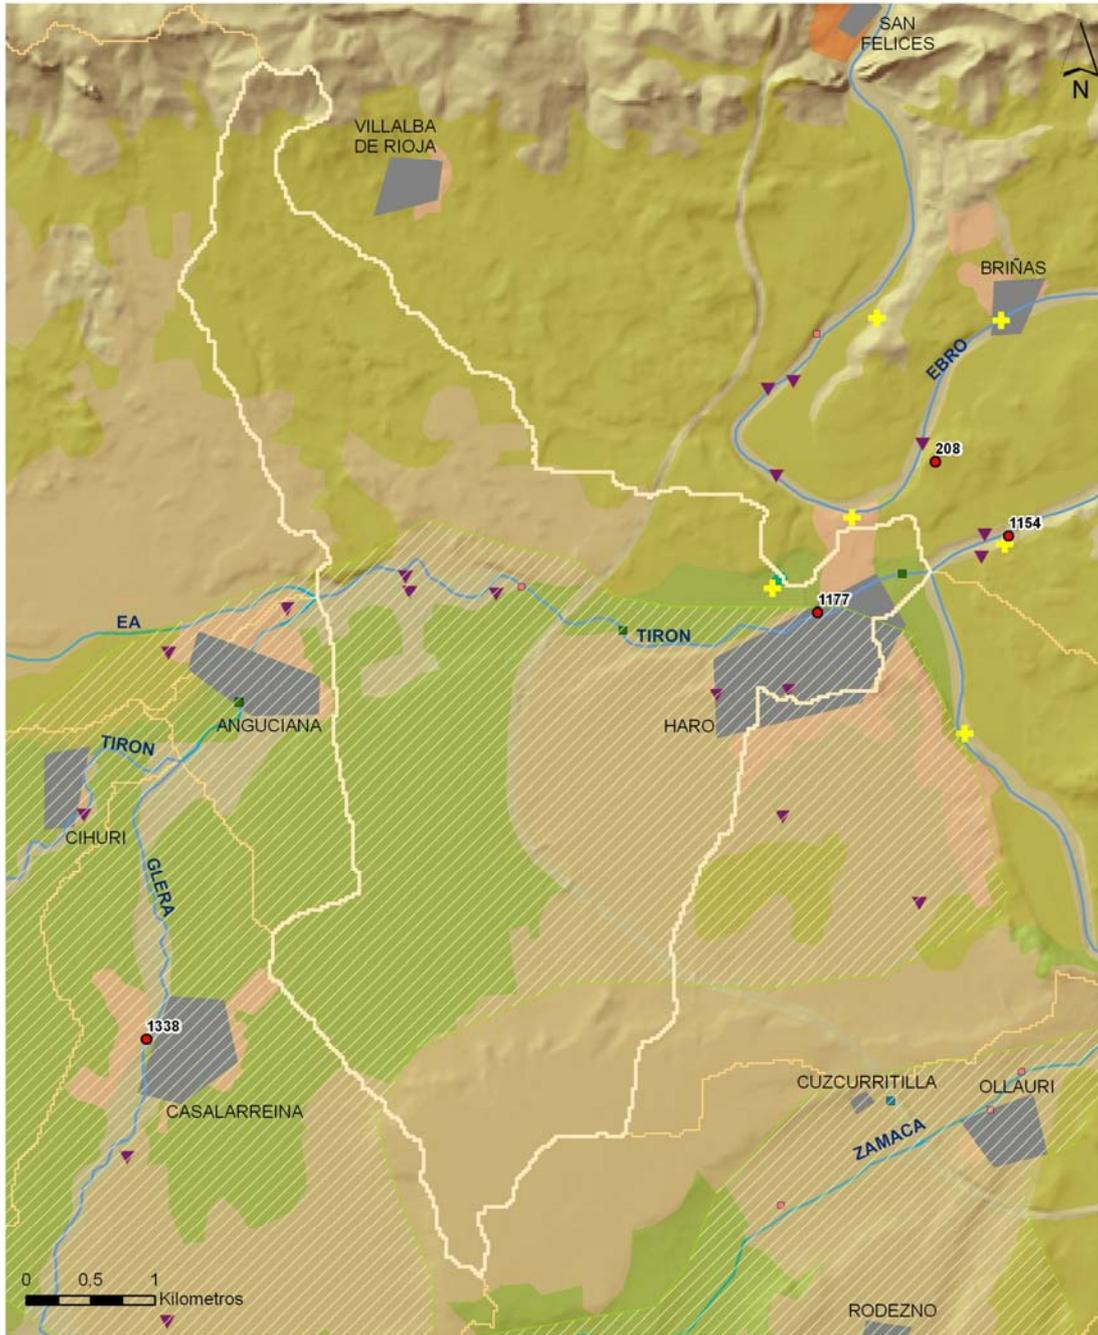 SAN
FELICES
N
VILLALBA
DE RIOJA
BRIÑAS
EBRO
208
1154
1177
EA
TIRON
ANGUCIANA
HARO
TIRON
CIHURI
GLERA
1338
CASALARREINA
CUZCURRITILLA
OLLAURI
ZAMACA
0 0,5 1
Kilometros
RODEZNO